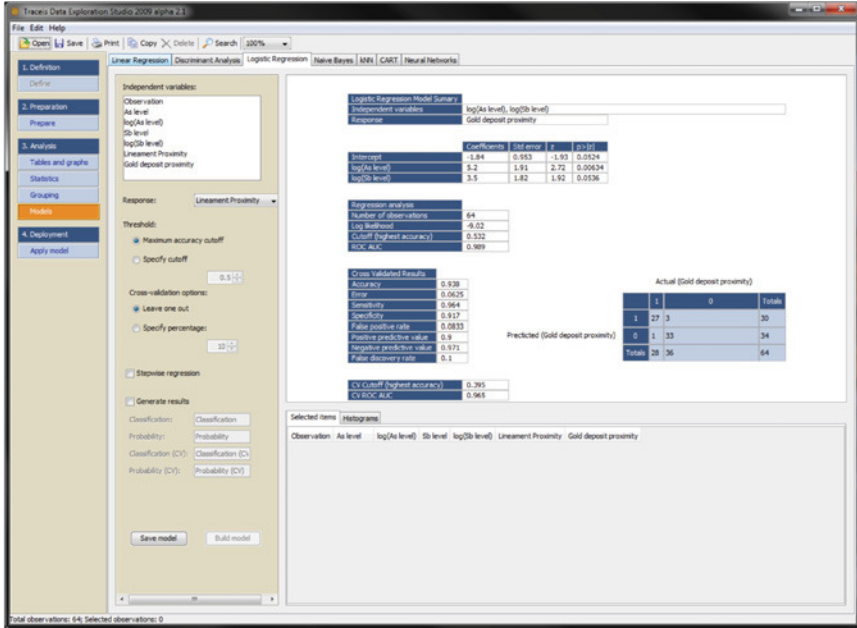 Traceis Data Exploration Studio 2009 alpha 2.1
File Edit Help
Open Save Print Copy Delete Search 100%
Linear Regression Discriminant Analysis Logistic Regression Naive Bayes kNN CART Neural Networks
1. Definition
Define
2. Preparation
Prepare
3. Analysis
Tables and graphs
Statistics
Grouping
Models
4. Deployment
Apply model
Independent variables:
Observation
As level
log(As level)
Sb level
log(Sb level)
Lineament Proximity
Gold deposit proximity
Response: Lineament Proximity
Threshold:
Maximum accuracy cutoff
Specify cutoff
0.5
Cross-validation options:
Leave one out
Specify percentage:
10
Stepwise regression
Generate results
Classification: Classification
Probability: Probability
Classification (CV): Classification (CV
Probability (CV): Probability (CV)
Save model Build model
Logistic Regression Model Sumary
Independent variables log(As level), log(Sb level)
Response Gold deposit proximity
Coefficients Std error z p>|z|
Intercept -1.84 0.953 -1.93 0.0524
log(As level) 5.2 1.91 2.72 0.00634
log(Sb level) 3.5 1.82 1.92 0.0536
Regression analysis
Number of observations 64
Log likelihood -9.02
Cutoff (highest accuracy) 0.532
ROC AUC 0.989
Cross Validated Results
Accuracy 0.938
Error 0.0625
Sensitivity 0.964
Specificity 0.917
False positive rate 0.0833
Positive predictive value 0.9
Negative predictive value 0.971
False discovery rate 0.1
CV Cutoff (highest accuracy) 0.395
CV ROC AUC 0.965
Actual (Gold deposit proximity)
1 0 Totals
Predicted (Gold deposit proximity)
1 27 3 30
0 1 33 34
Totals 28 36 64
Selected items Histograms
Observation As level log(As level) Sb level log(Sb level) Lineament Proximity Gold deposit proximity
Total observations: 64; Selected observations: 0